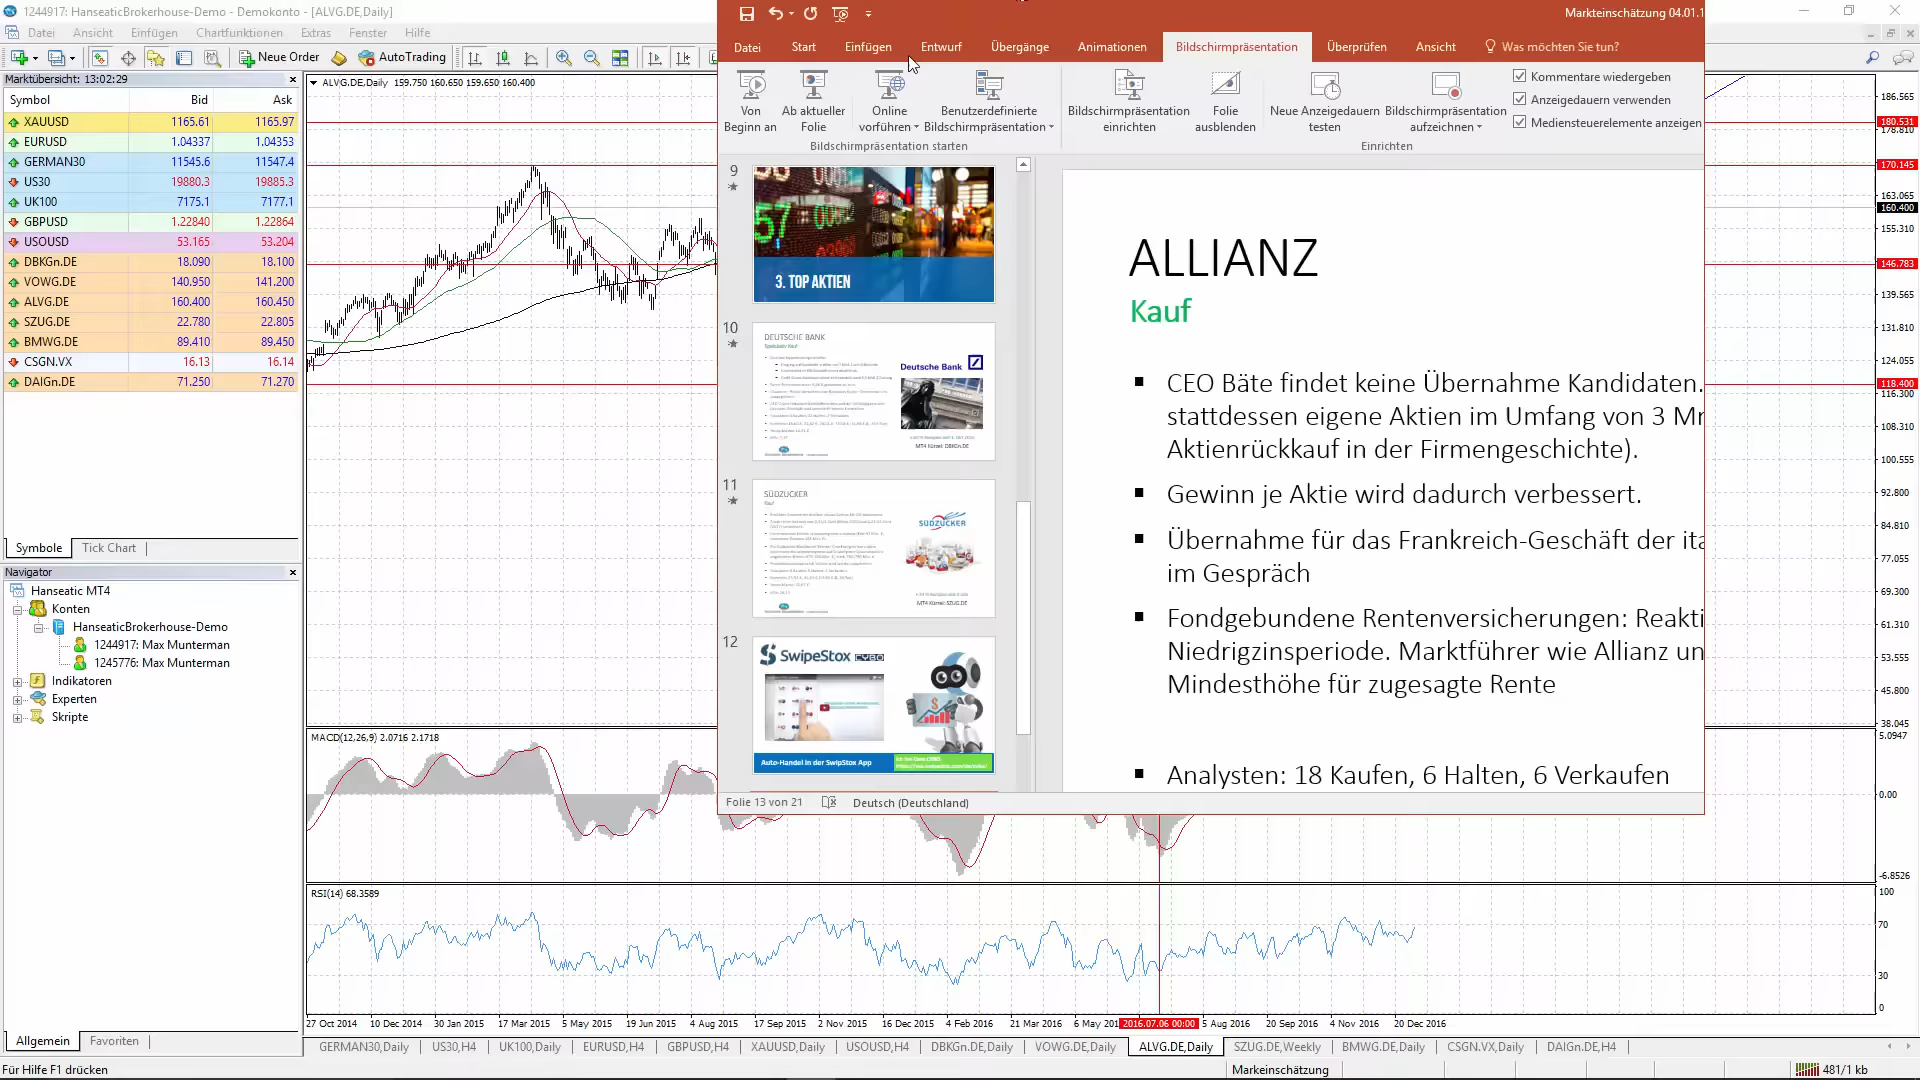 1244917: HanseaticBrokerhouse-Demo - Demokonto - [ALVG.DE,Daily]
Datei Ansicht Einfügen Chartfunktionen Extras Fenster Hilfe
Neue Order AutoTrading
Marktübersicht: 13:02:29
Symbol Bid Ask
XAUUSD 1165.61 1165.97
EURUSD 1.04337 1.04353
GERMAN30 11545.6 11547.4
US30 19880.3 19885.3
UK100 7175.1 7177.1
GBPUSD 1.22840 1.22864
USOUSD 53.165 53.204
DBKGn.DE 18.090 18.100
VOWG.DE 140.950 141.200
ALVG.DE 160.400 160.450
SZUG.DE 22.780 22.805
BMWG.DE 89.410 89.450
CSGN.VX 16.13 16.14
DAIGn.DE 71.250 71.270
Symbole Tick Chart
Navigator
Hanseatic MT4
Konten
HanseaticBrokerhouse-Demo
1244917: Max Munterman
1245776: Max Munterman
Indikatoren
Experten
Skripte
Allgemein Favoriten
Für Hilfe F1 drücken
ALVG.DE,Daily 159.750 160.650 159.650 160.400
Markteinschätzung 04.01.1
Datei Start Einfügen Entwurf Übergänge Animationen Bildschirmpräsentation Überprüfen Ansicht Was möchten Sie tun?
Von Beginn an
Ab aktueller Folie
Online vorführen
Benutzerdefinierte Bildschirmpräsentation
Bildschirmpräsentation starten
Bildschirmpräsentation einrichten
Folie ausblenden
Neue Anzeigedauern testen
Bildschirmpräsentation aufzeichnen
Kommentare wiedergeben
Anzeigedauern verwenden
Mediensteuerelemente anzeigen
Einrichten
9
3. TOP AKTIEN
10
DEUTSCHE BANK
Deutsche Bank
MT4 Kürzel: DBKGn.DE
11
SÜDZUCKER
Kauf
SÜDZUCKER
MT4 Kürzel: SZUG.DE
12
SwipeStox
Auto-Handel in der SwipStox App
Folie 13 von 21 Deutsch (Deutschland)
ALLIANZ
Kauf
CEO Bäte findet keine Übernahme Kandidaten.
stattdessen eigene Aktien im Umfang von 3 Mr
Aktienrückkauf in der Firmengeschichte).
Gewinn je Aktie wird dadurch verbessert.
Übernahme für das Frankreich-Geschäft der ita
im Gespräch
Fondgebundene Rentenversicherungen: Reakti
Niedrigzinsperiode. Marktführer wie Allianz un
Mindesthöhe für zugesagte Rente
Analysten: 18 Kaufen, 6 Halten, 6 Verkaufen
186.565
180.531
178.810
170.145
163.065
160.400
155.310
146.783
139.565
131.810
124.055
118.400
116.300
108.310
100.555
92.800
84.810
77.055
69.300
61.310
53.555
45.800
38.045
MACD(12,26,9) 2.0716 2.1718
5.0947
0.00
-6.8526
RSI(14) 68.3589
100
70
30
0
27 Oct 2014 10 Dec 2014 30 Jan 2015 17 Mar 2015 5 May 2015 19 Jun 2015 4 Aug 2015 17 Sep 2015 2 Nov 2015 16 Dec 2015 4 Feb 2016 21 Mar 2016 6 May 201 2016.07.06 00:00 5 Aug 2016 20 Sep 2016 4 Nov 2016 20 Dec 2016
GERMAN30,Daily US30,H4 UK100,Daily EURUSD,H4 GBPUSD,H4 XAUUSD,Daily USOUSD,H4 DBKGn.DE,Daily VOWG.DE,Daily ALVG.DE,Daily SZUG.DE,Weekly BMWG.DE,Daily CSGN.VX,Daily DAIGn.DE,H4
Markeinschätzung 481/1 kb